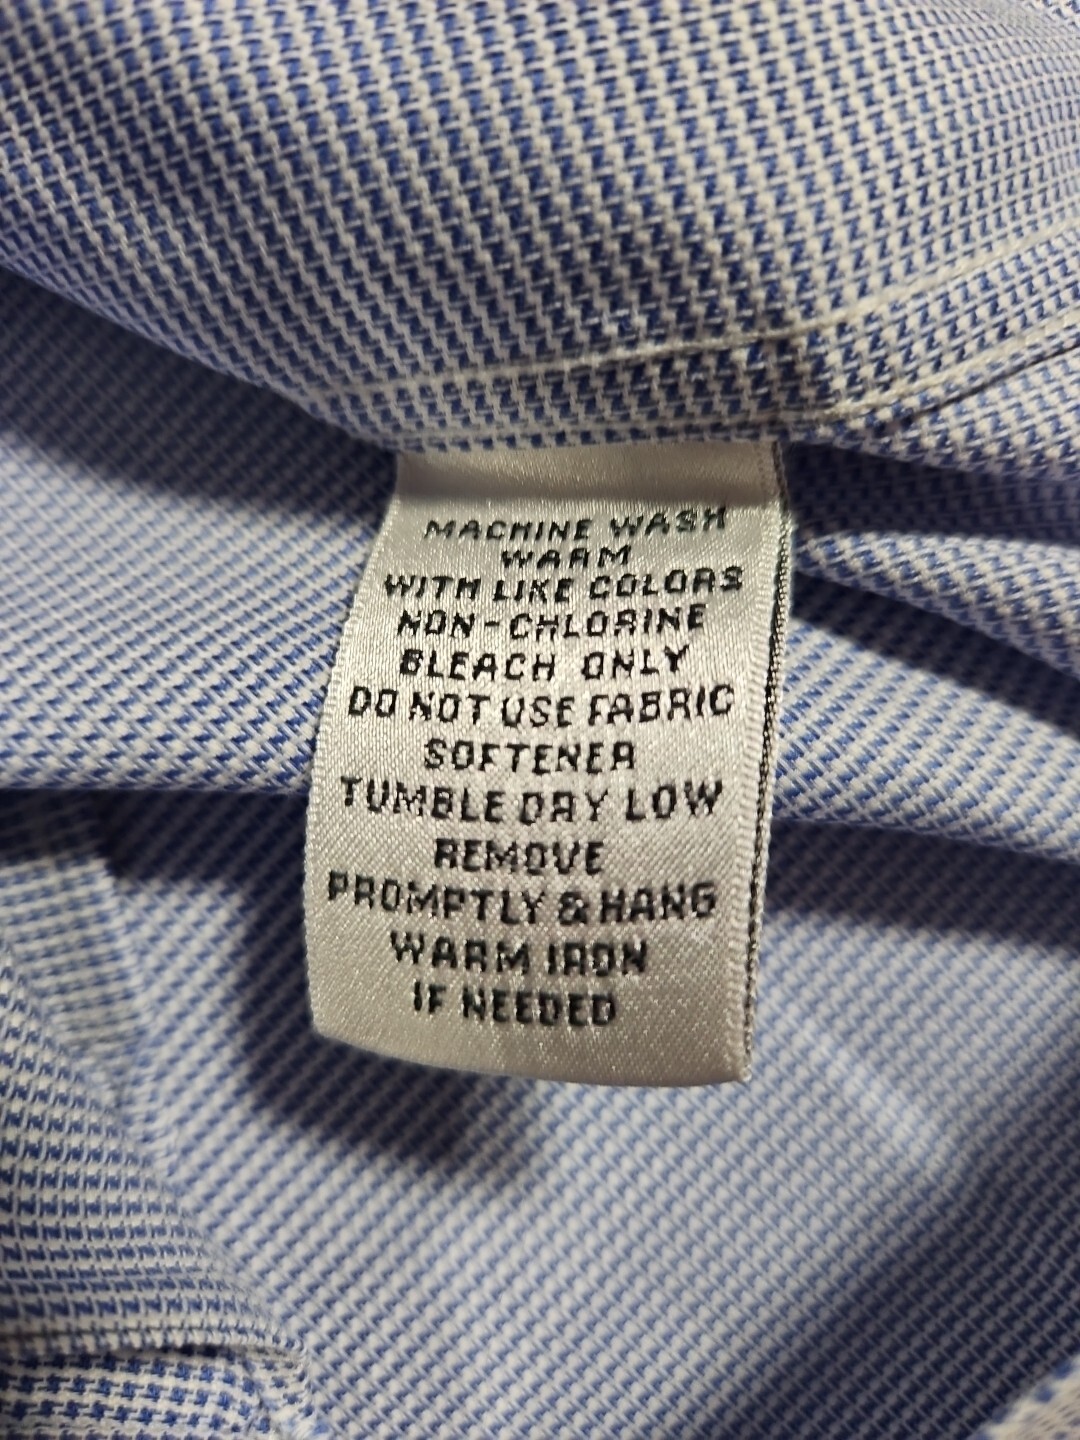 MACHINE WASH
WARM
WITH LIKE COLORS
NON-CHLORINE
BLEACH ONLY
DO NOT USE FABRIC
SOFTENER
TUMBLE DRY LOW
REMOVE
PROMPTLY & HANG
WARM IRON
IF NEEDED